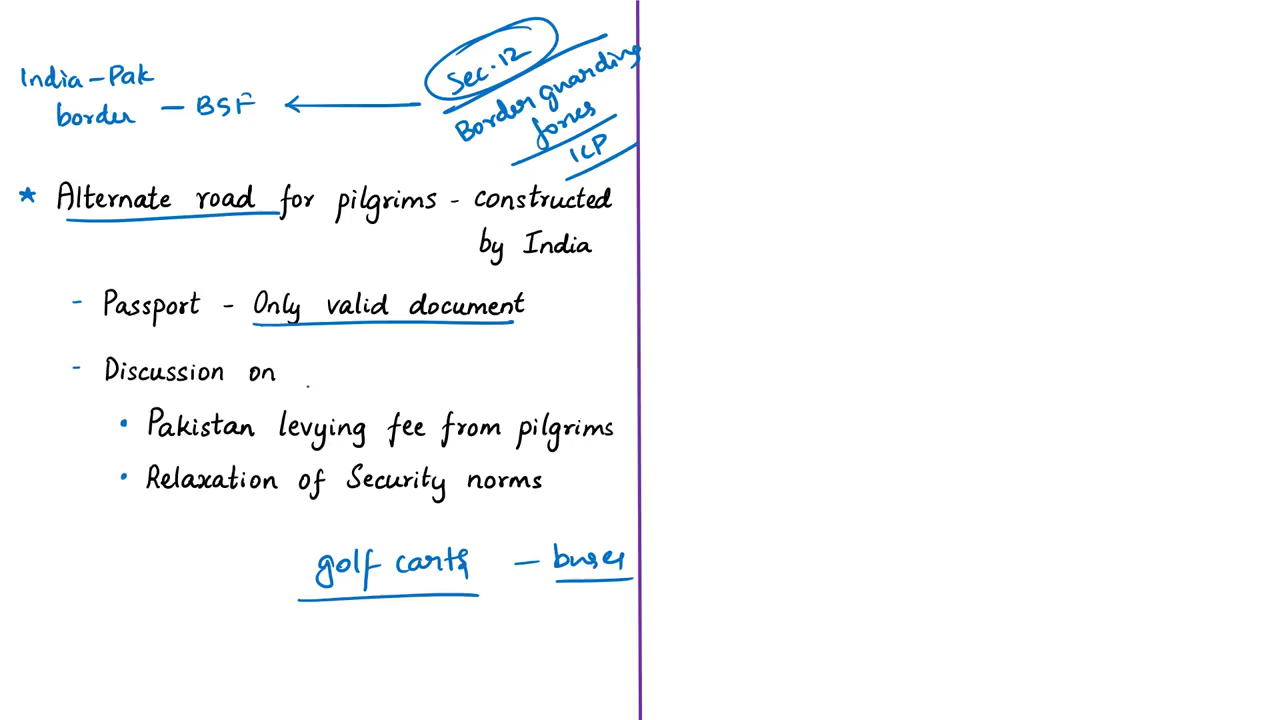 India - Pak
border - BSF
Sec. 12
Border guarding
forces
ICP
* Alternate road for pilgrims - constructed
by India
- Passport - Only valid document
- Discussion on
• Pakistan levying fee from pilgrims
• Relaxation of Security norms
golf carts - buses